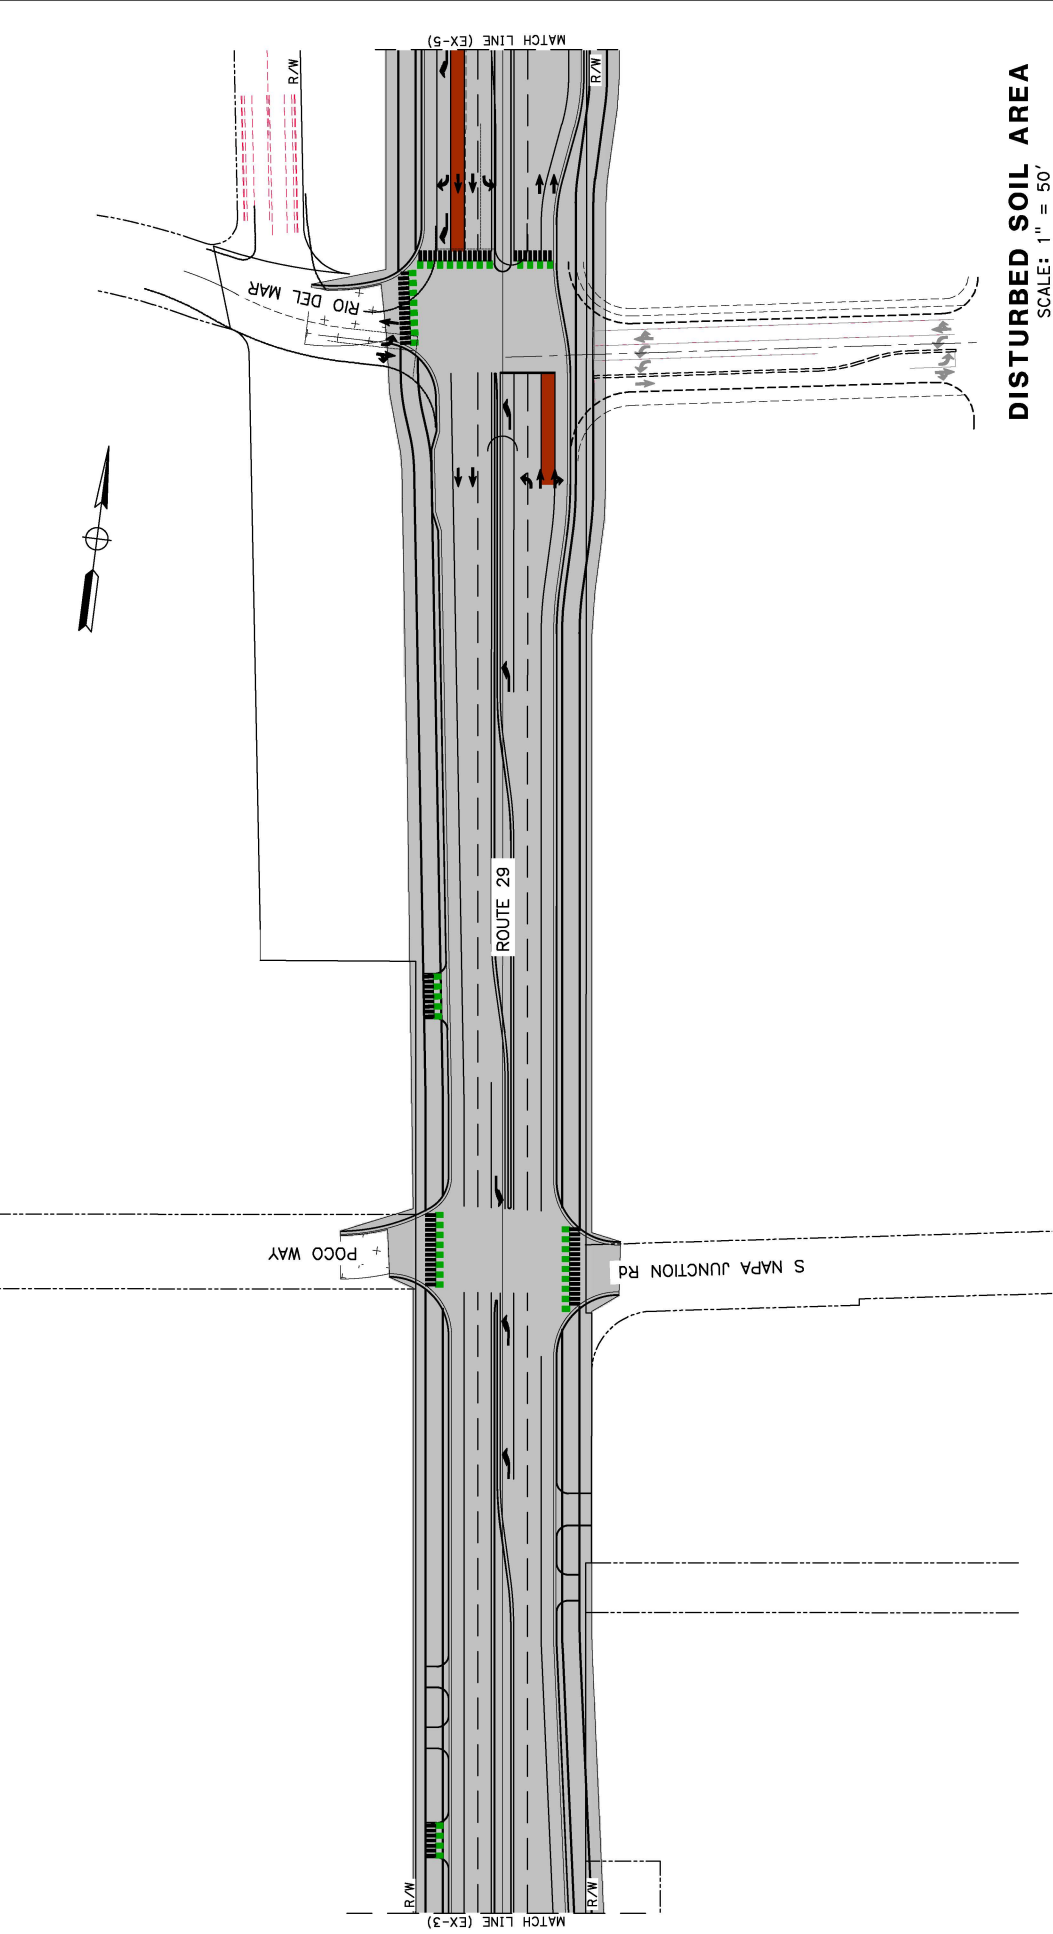 MATCH LINE (EX-5)
R/W
R/W
RIO DEL MAR
DISTURBED SOIL AREA
SCALE: 1" = 50'
ROUTE 29
POCO WAY
S NAPA JUNCTION Rd
R/W
R/W
MATCH LINE (EX-3)